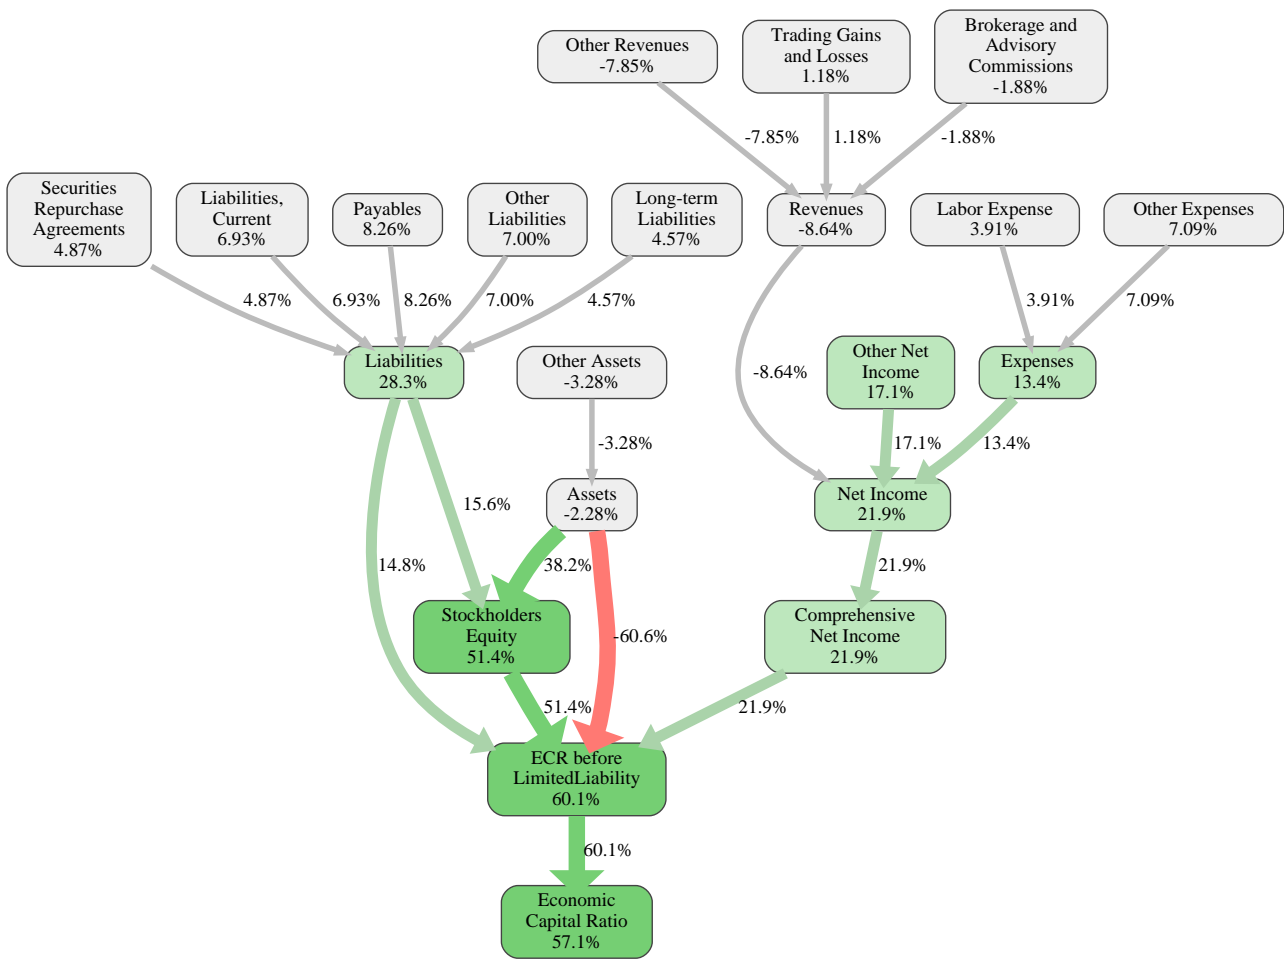 Other Revenues
-7.85%
Trading Gains
and Losses
1.18%
Brokerage and
Advisory
Commissions
-1.88%
-7.85%
1.18%
-1.88%
Securities
Repurchase
Agreements
4.87%
Liabilities,
Current
6.93%
Payables
8.26%
Other
Liabilities
7.00%
Long-term
Liabilities
4.57%
Revenues
-8.64%
Labor Expense
3.91%
Other Expenses
7.09%
4.87%
6.93%
8.26%
7.00%
4.57%
3.91%
7.09%
Liabilities
28.3%
Other Assets
-3.28%
-8.64%
Other Net
Income
17.1%
Expenses
13.4%
-3.28%
17.1%
13.4%
15.6%
Assets
-2.28%
Net Income
21.9%
14.8%
38.2%
21.9%
Stockholders
Equity
51.4%
-60.6%
Comprehensive
Net Income
21.9%
51.4%
21.9%
ECR before
LimitedLiability
60.1%
60.1%
Economic
Capital Ratio
57.1%